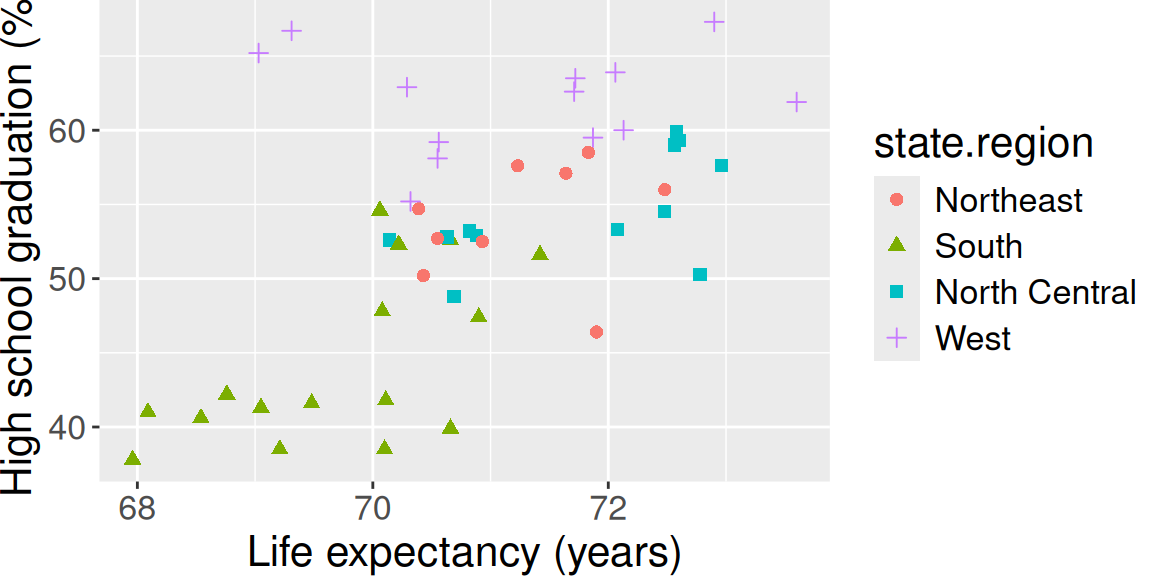 High school graduation (%
60
50
40
68 70 72
Life expectancy (years)
state.region
Northeast
South
North Central
West